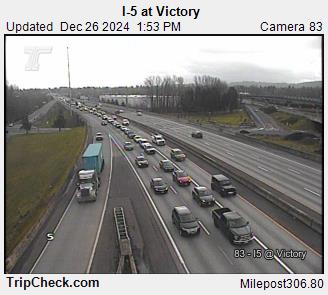 I-5 at Victory
Updated Dec 26 2024 1:53 PM Camera 83
S
83 - I5 @ Victory
TripCheck.com Milepost306.80